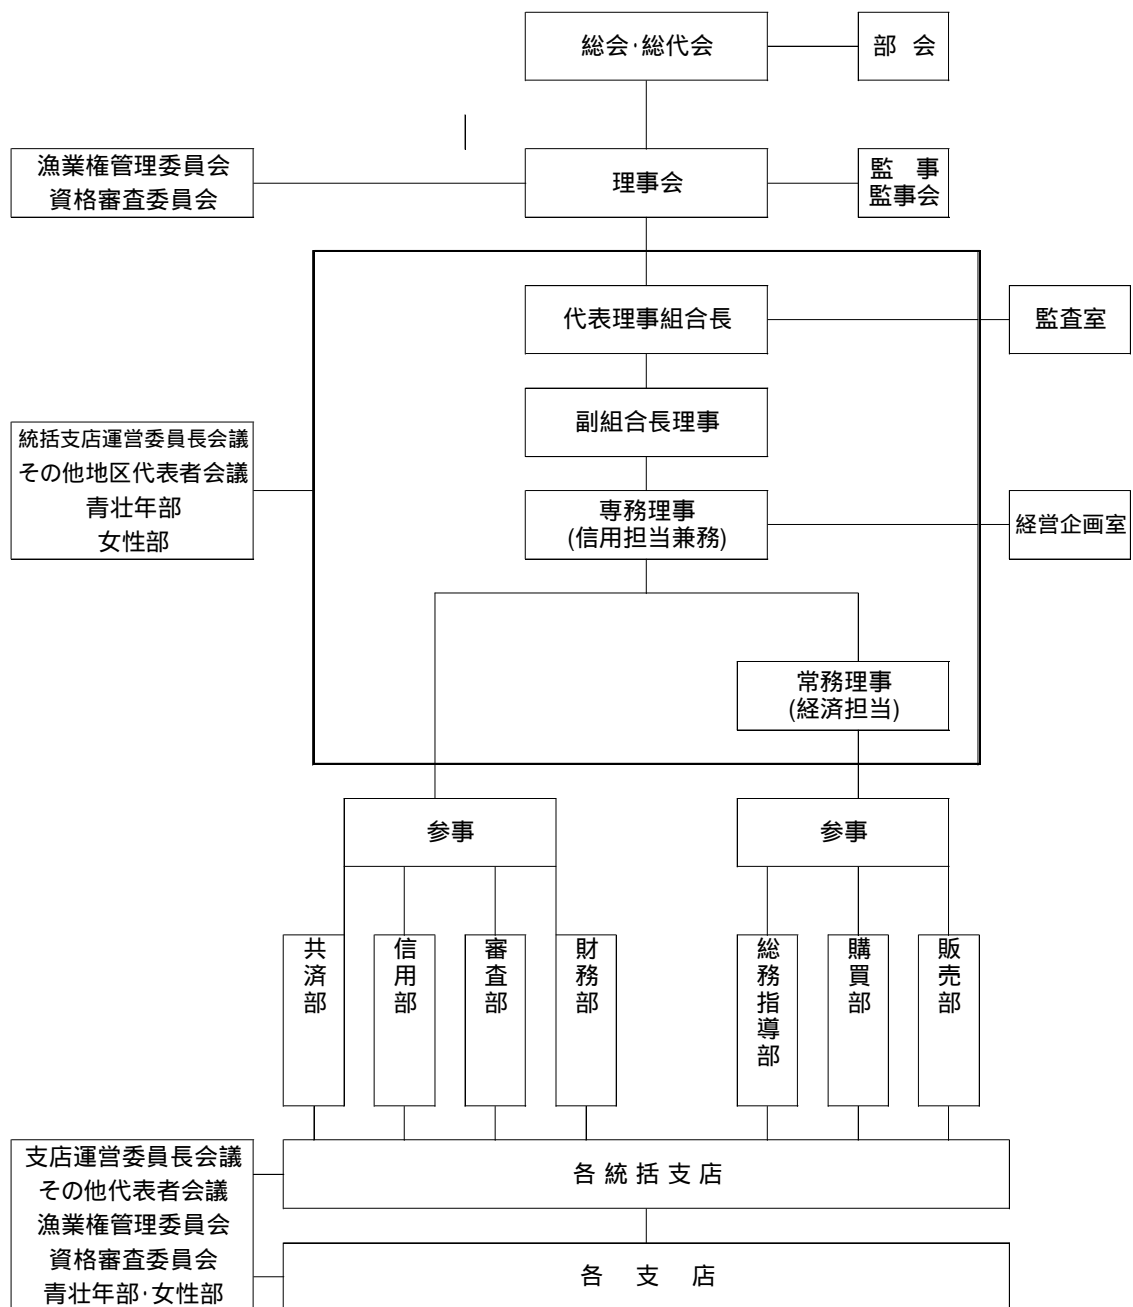 総会·総代会
部 会
漁業権管理委員会
資格審査委員会
理事会
監 事
監事会
代表理事組合長
監査室
副組合長理事
統括支店運営委員長会議
その他地区代表者会議
青壮年部
女性部
専務理事
(信用担当兼務)
経営企画室
常務理事
(経済担当)
参事
参事
共済部
信用部
審査部
財務部
総務指導部
購買部
販売部
支店運営委員長会議
その他代表者会議
漁業権管理委員会
資格審査委員会
青壮年部·女性部
各 統 括 支 店
各 支 店